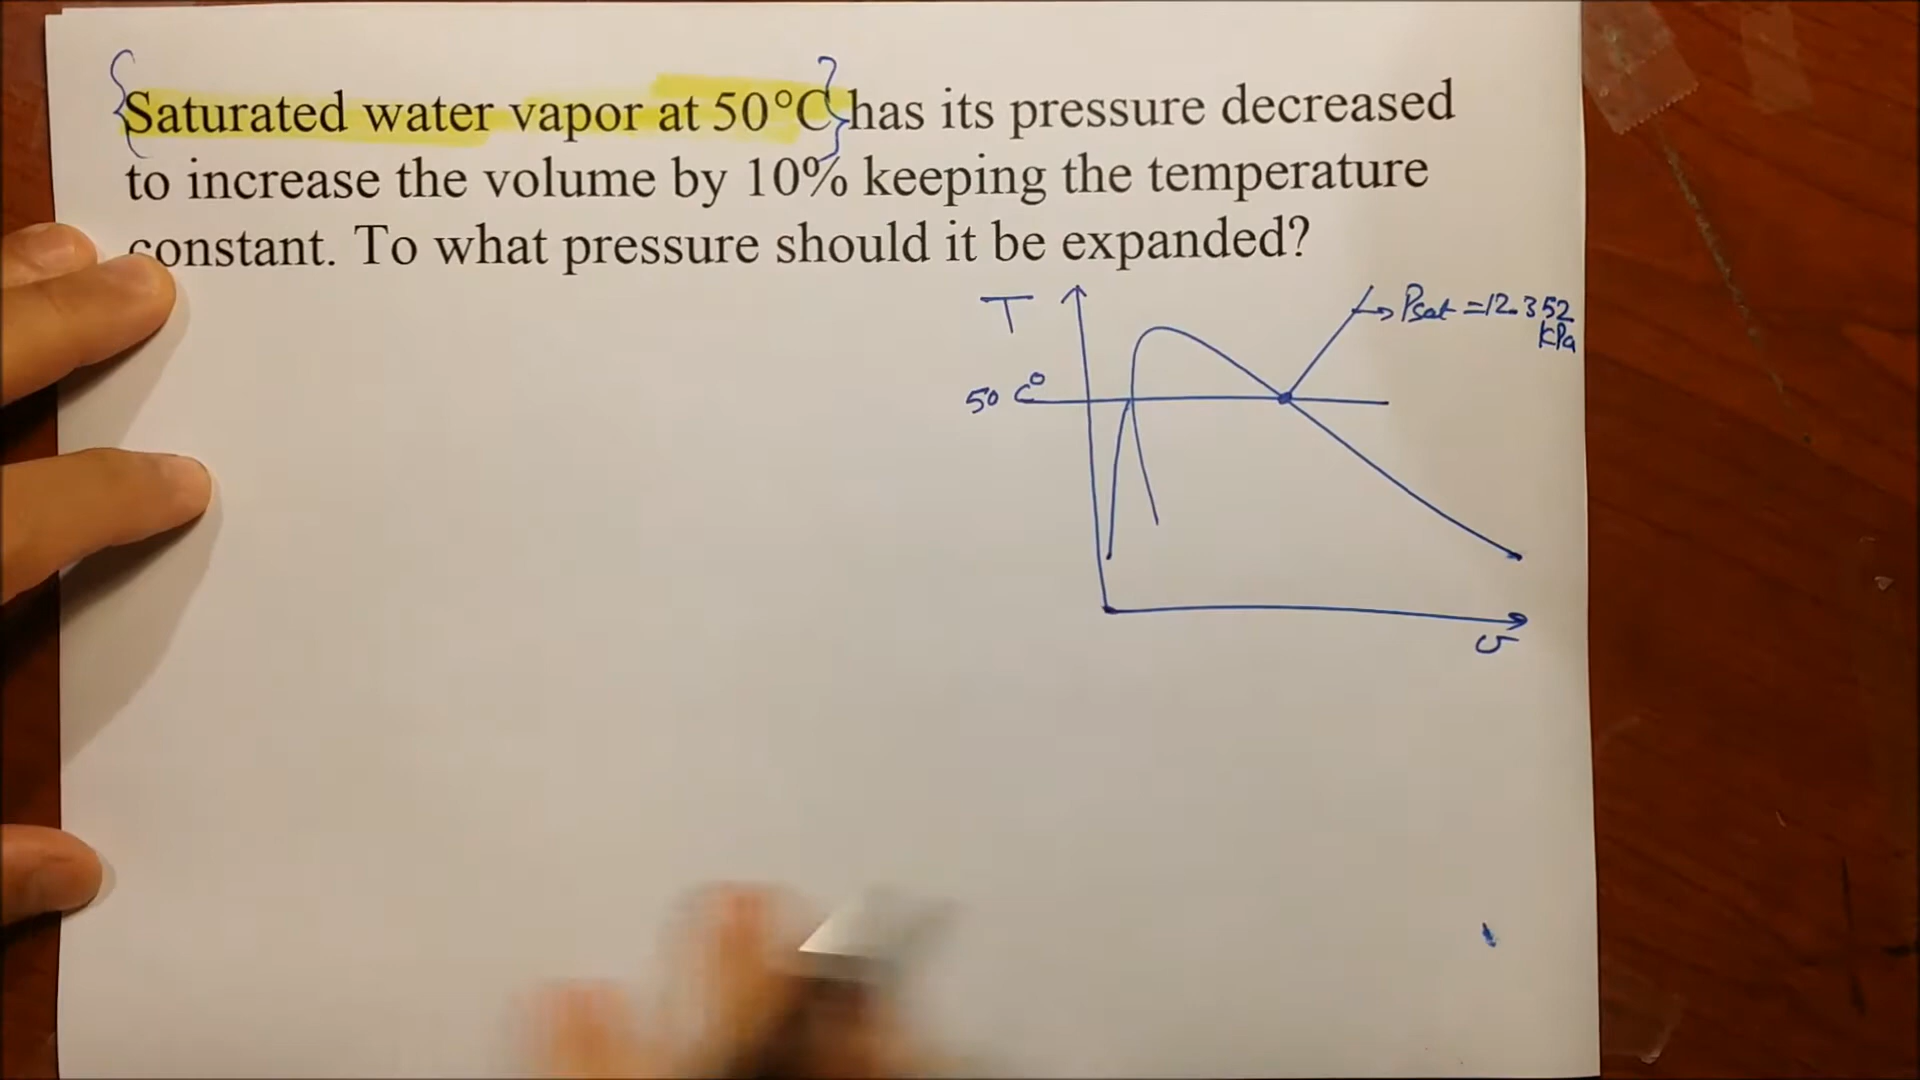 Saturated water vapor at 50°C has its pressure decreased
to increase the volume by 10% keeping the temperature
constant. To what pressure should it be expanded?
T
Psat = 12.352
kPa
50 C°
v